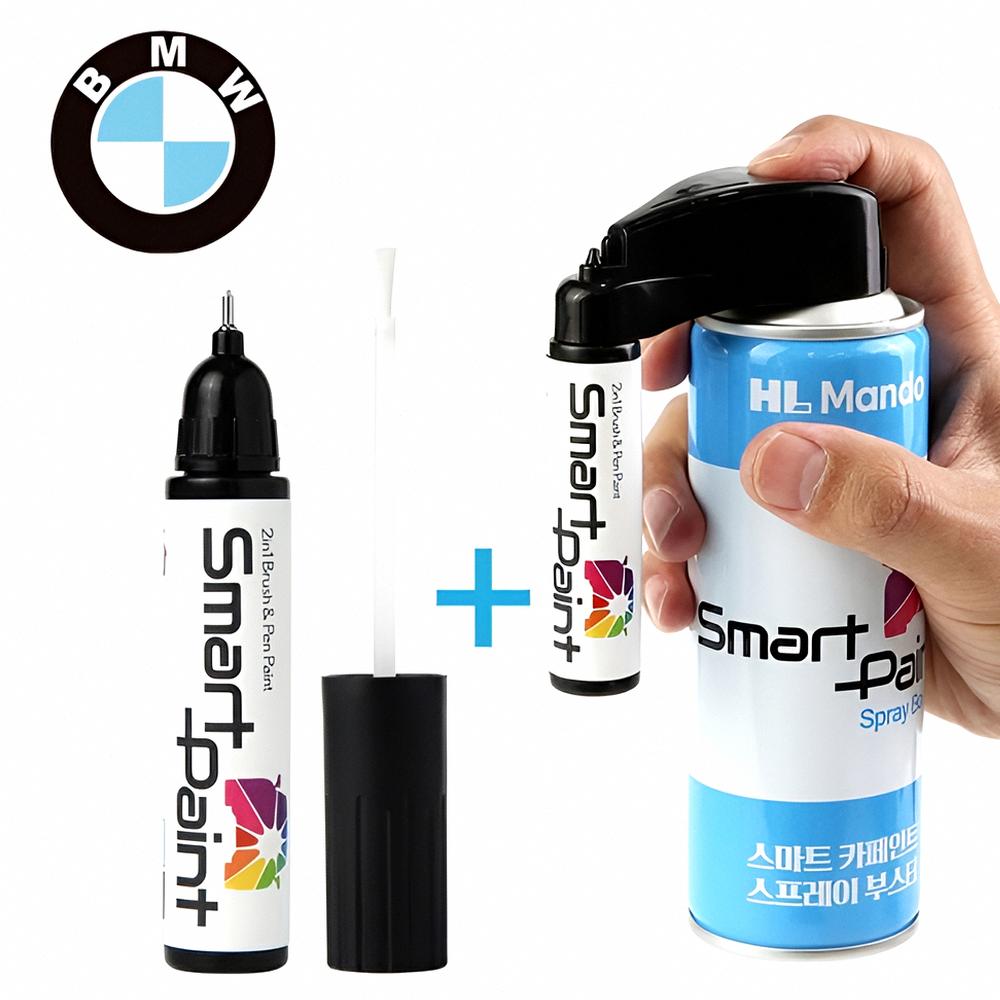 BMW
2in1 Brush & Pen Paint
Smart
Paint
+
2in1 Brush & Pen Paint
Smart
Paint
HL Mando
Smart
Spray
스마트 카페인트
스프레이 부스터